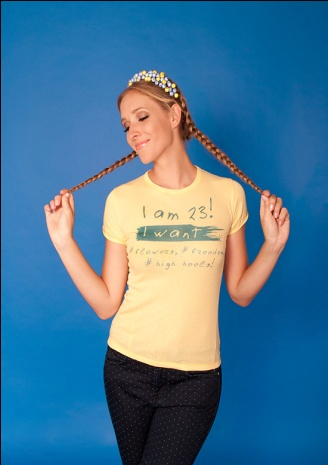 I am 23!
I want
#flowers, #freedom
# high heels!